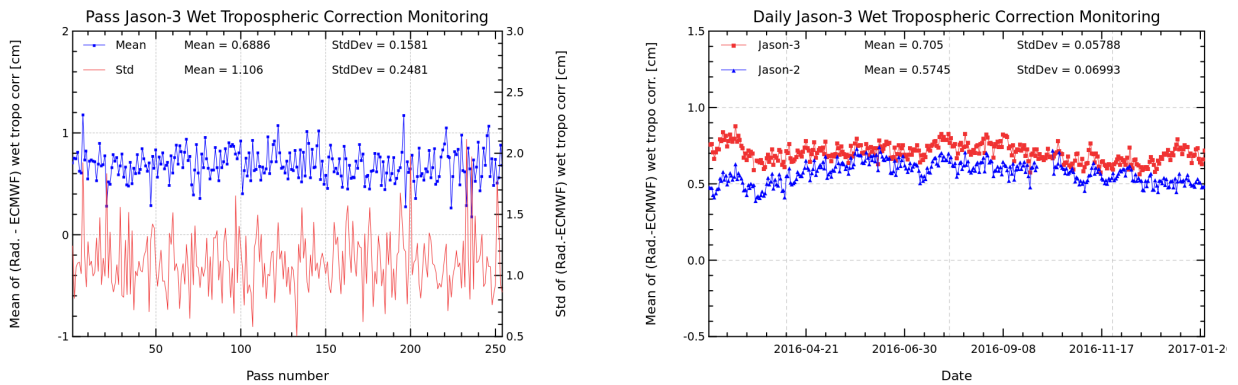 Pass Jason-3 Wet Tropospheric Correction Monitoring
Mean Mean = 0.6886 StdDev = 0.1581
Std Mean = 1.106 StdDev = 0.2481
Mean of (Rad. - ECMWF) wet tropo corr [cm]
2
1
0
-1
3.0
2.5
2.0
1.5
1.0
0.5
Std of (Rad.-ECMWF) wet tropo corr [cm]
50 100 150 200 250
Pass number
Daily Jason-3 Wet Tropospheric Correction Monitoring
Jason-3 Mean = 0.705 StdDev = 0.05788
Jason-2 Mean = 0.5745 StdDev = 0.06993
Mean of (Rad.-ECMWF) wet tropo corr. [cm]
1.5
1.0
0.5
0.0
-0.5
2016-04-21 2016-06-30 2016-09-08 2016-11-17 2017-01-2
Date